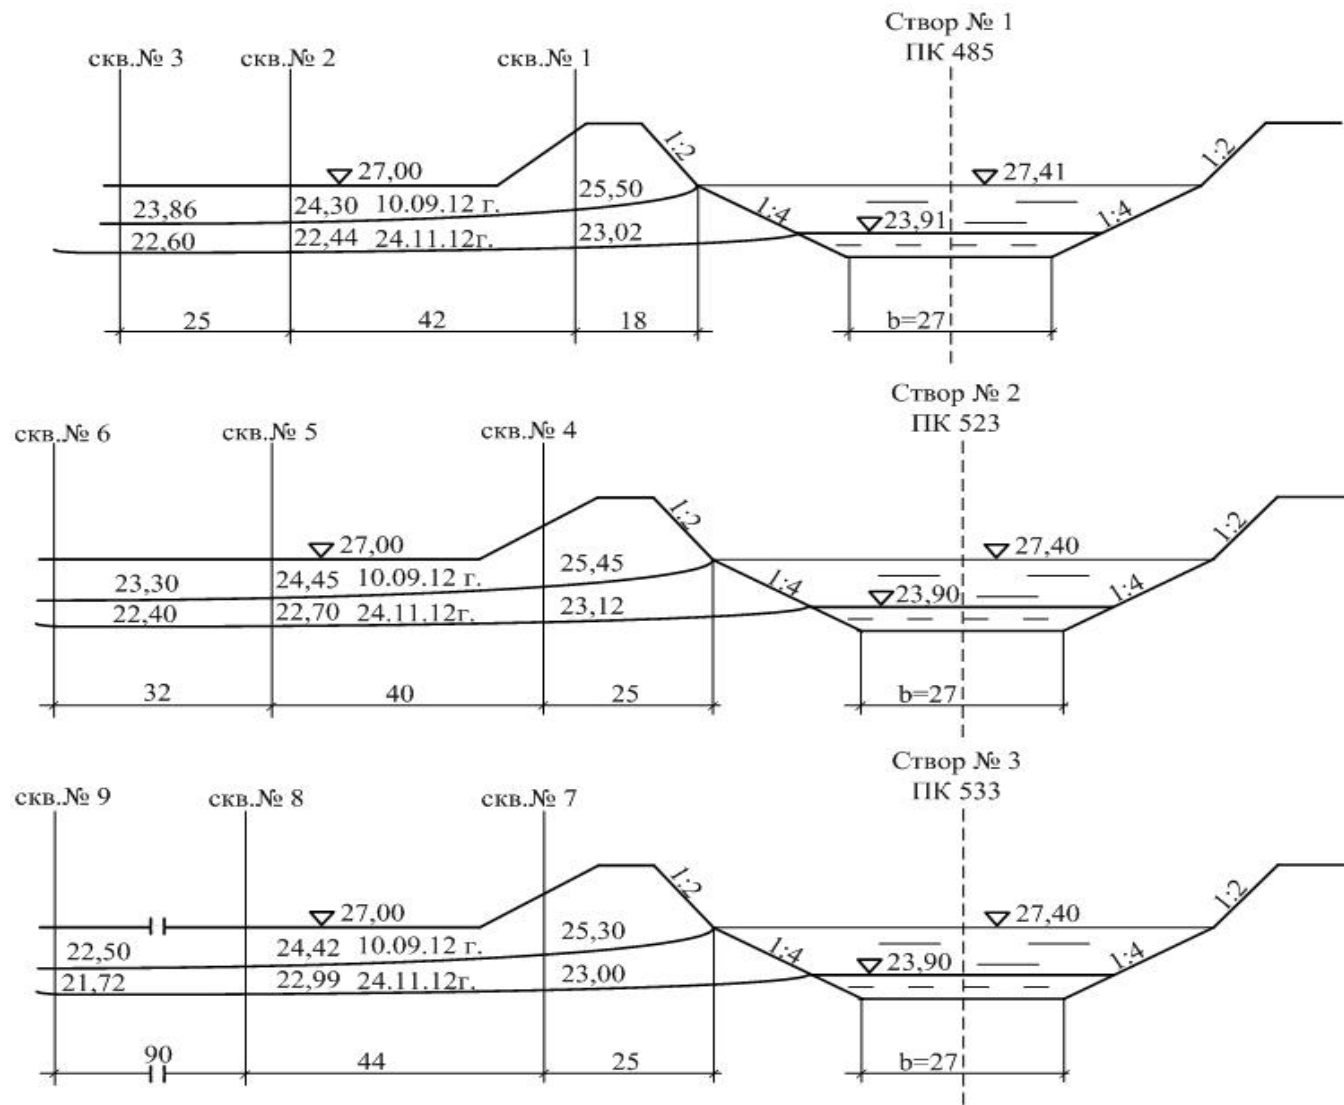 Створ № 1
ПК 485
скв.№ 3 скв.№ 2 скв.№ 1
1:2 1:2
27,00 27,41
23,86 24,30 10.09.12 г. 25,50
1:4 1:4
22,60 22,44 24.11.12г. 23,02 23,91
25 42 18 b=27
Створ № 2
ПК 523
скв.№ 6 скв.№ 5 скв.№ 4
1:2 1:2
27,00 27,40
23,30 24,45 10.09.12 г. 25,45
1:4 1:4
22,40 22,70 24.11.12г. 23,12 23,90
32 40 25 b=27
Створ № 3
ПК 533
скв.№ 9 скв.№ 8 скв.№ 7
1:2 1:2
27,00 27,40
22,50 24,42 10.09.12 г. 25,30
1:4 1:4
21,72 22,99 24.11.12г. 23,00 23,90
90 44 25 b=27